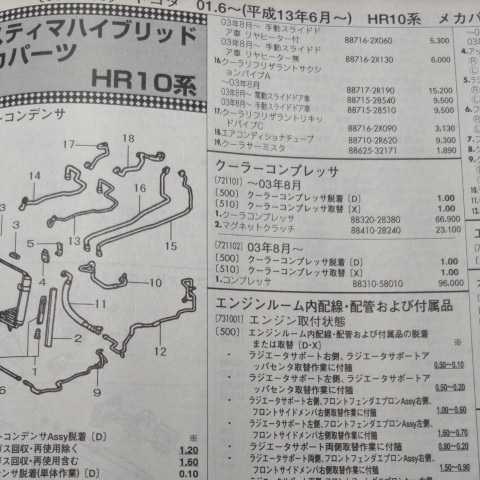 01.6～(平成13年6月～) HR10系 メカパ
スティマハイブリッド
カパーツ
HR10系
コンデンサ
17
18
14
16
13
15
3
5
4
11
2
10
1
12
9
6
7
8
コンデンサAssy脱着〔D〕 ※
ス回収・再使用除く 1.20
ス回収・再使用含む 1.60
ンデンサ脱着(単体作業)〔D〕 0.10
03年8月～ 手動スライドド
ア車 リヤヒーター付 88716-2X060 5,300
03年8月～ 手動スライドド
ア車 リヤヒーター無 88716-2X130 6,000
16.クーラリフリザラントサクシ
ョンパイプA
～03年8月 88717-28190 15,200
03年8月～ 電動スライドドア車 88715-28540 9,500
03年8月～ 手動スライドドア車 88715-28510 9,500
17.クーラリフリザラントリキッ
ドパイプC 88716-2X090 3,130
18.エアコンディショナチューブ 88710-2R620 9,300
19.クーラサーミスタ 88625-32171 1,890
クーラーコンプレッサ
(721101) ～03年8月
〔500〕クーラーコンプレッサ脱着〔D〕 1.00
〔510〕クーラーコンプレッサ取替〔X〕 1.00
1.クーラコンプレッサ 88320-28380 66,900
2.マグネットクラッチ 88410-28240 23,100
(721102) 03年8月～
〔500〕クーラーコンプレッサ脱着〔D〕 1.00
〔510〕クーラーコンプレッサ取替〔X〕 1.00
1.コンプレッサ 88310-58010 96,000
エンジンルーム内配線・配管および付属品
(731001) エンジン取付状態
〔500〕 エンジンルーム内配線・配管および付属品の脱着
または取替〔D・X〕 ※
- ラジエータサポート右側、ラジエータサポートア
ッパセンタ取替作業に付随 0.50～0.10
- ラジエータサポート左側、ラジエータサポートア
ッパセンタ取替作業に付随 0.50～0.20
- ラジエータサポート右側、フロントフェンダエプロンAssy右側、
フロントサイドメンバ右側取替作業に付随 1.00～0.60
- ラジエータサポート左側、フロントフェンダエプロンAssy左側、
フロントサイドメンバ左側取替作業に付随 1.60～0.70
- ラジエータサポート両側取替作業に付随 0.80～0.20
- ラジエータサポート両側、フロントフェンダエプロンAssy右側、
フロントサイドメンバ右側取替作業に付随 1.50～0.90